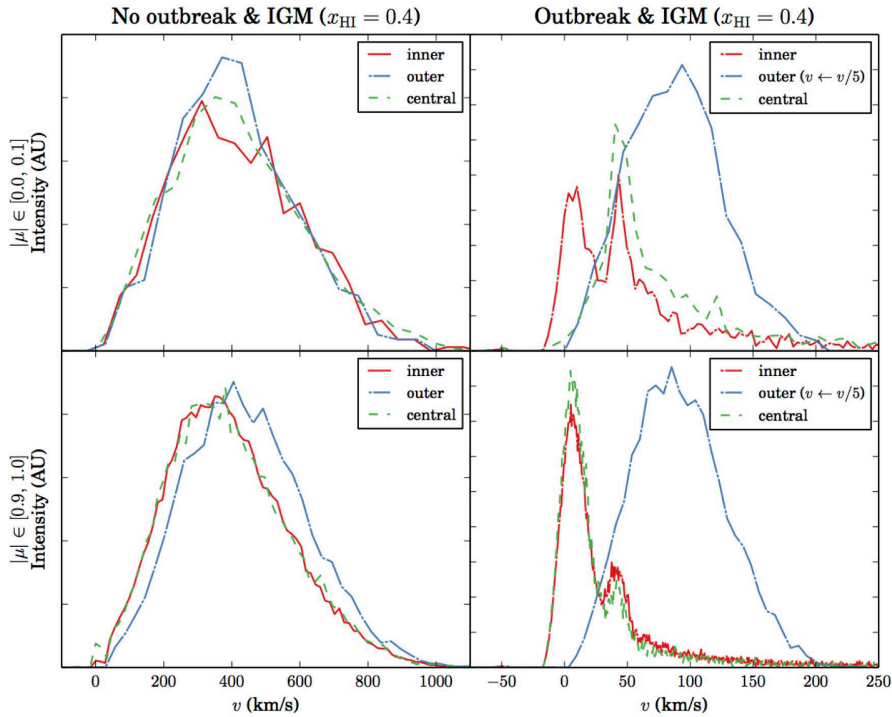 No outbreak & IGM (x_HI = 0.4)
Outbreak & IGM (x_HI = 0.4)
|μ| ∈ [0.0, 0.1]
Intensity (AU)
inner
outer
central
inner
outer (v ← v/5)
central
|μ| ∈ [0.9, 1.0]
Intensity (AU)
inner
outer
central
inner
outer (v ← v/5)
central
0 200 400 600 800 1000
−50 0 50 100 150 200 250
v (km/s)
v (km/s)